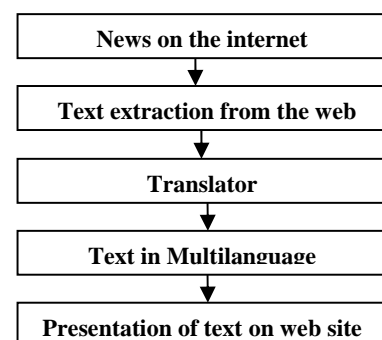 News on the internet
Text extraction from the web
Translator
Text in Multilanguage
Presentation of text on web site